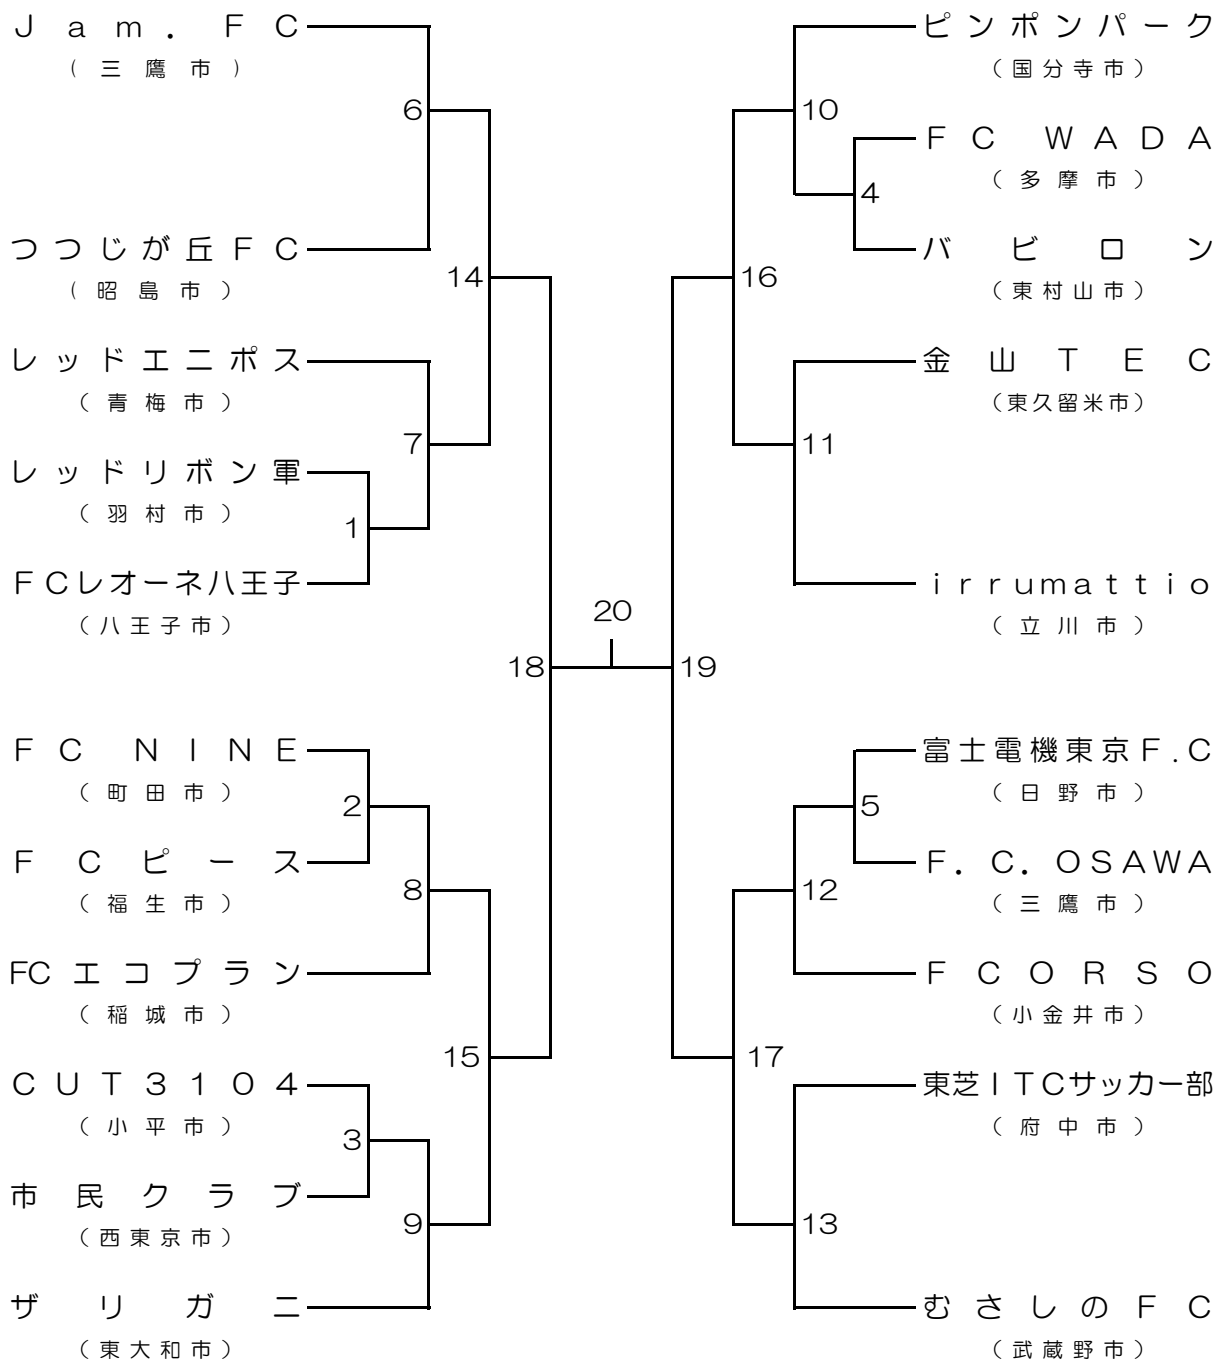 Jam.FC
(三鷹市)
6
つつじが丘FC
(昭島市)
14
レッドエニポス
(青梅市)
7
レッドリボン軍
(羽村市)
1
FCレオーネ八王子
(八王子市)
18
FC NINE
(町田市)
2
FCピース
(福生市)
8
FCエコプラン
(稲城市)
15
CUT3104
(小平市)
3
市民クラブ
(西東京市)
9
ザリガニ
(東大和市)
20
ピンポンパーク
(国分寺市)
10
FC WADA
(多摩市)
4
バビロン
(東村山市)
16
金山TEC
(東久留米市)
11
irrumattio
(立川市)
19
富士電機東京F.C
(日野市)
5
F.C.OSAWA
(三鷹市)
12
FCORSO
(小金井市)
17
東芝ITCサッカー部
(府中市)
13
むさしのFC
(武蔵野市)